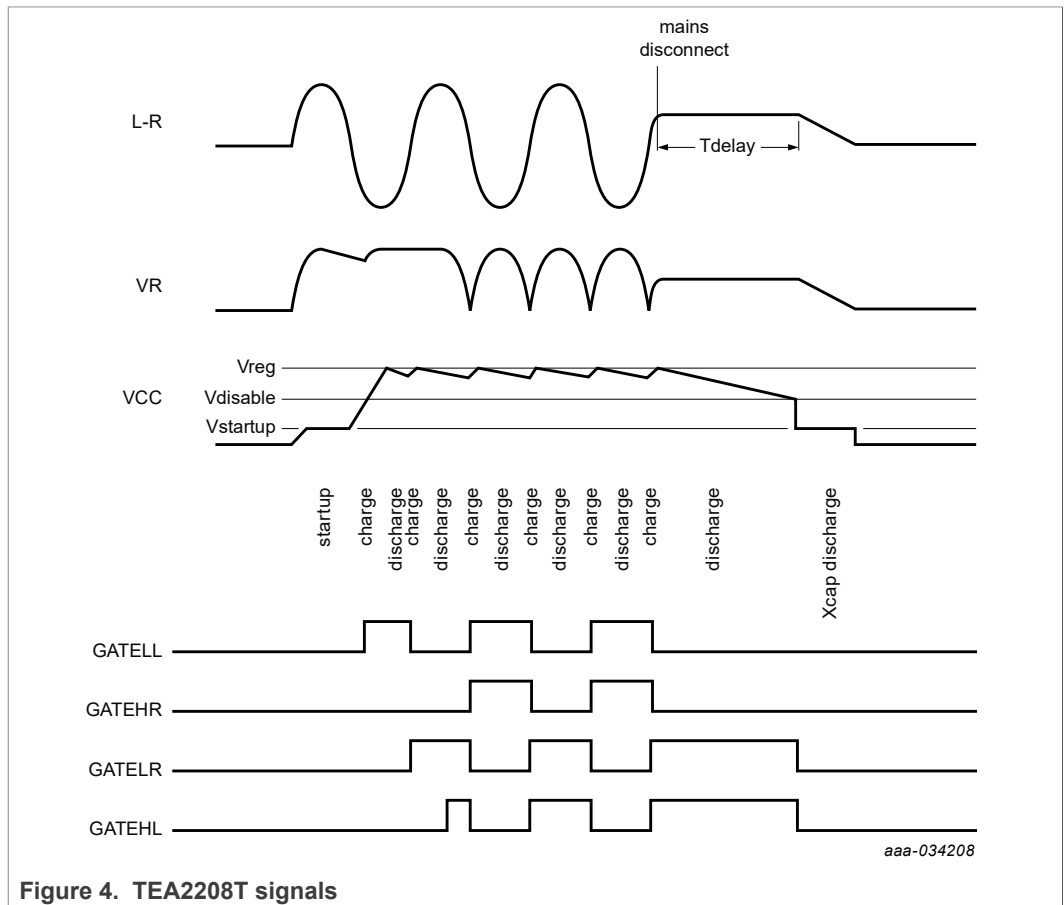 mains
disconnect
L-R
Tdelay
VR
Vreg
VCC
Vdisable
Vstartup
startup
charge
discharge
charge
discharge
charge
discharge
charge
discharge
charge
discharge
charge
discharge
Xcap discharge
GATELL
GATEHR
GATELR
GATEHL
aaa-034208
Figure 4. TEA2208T signals